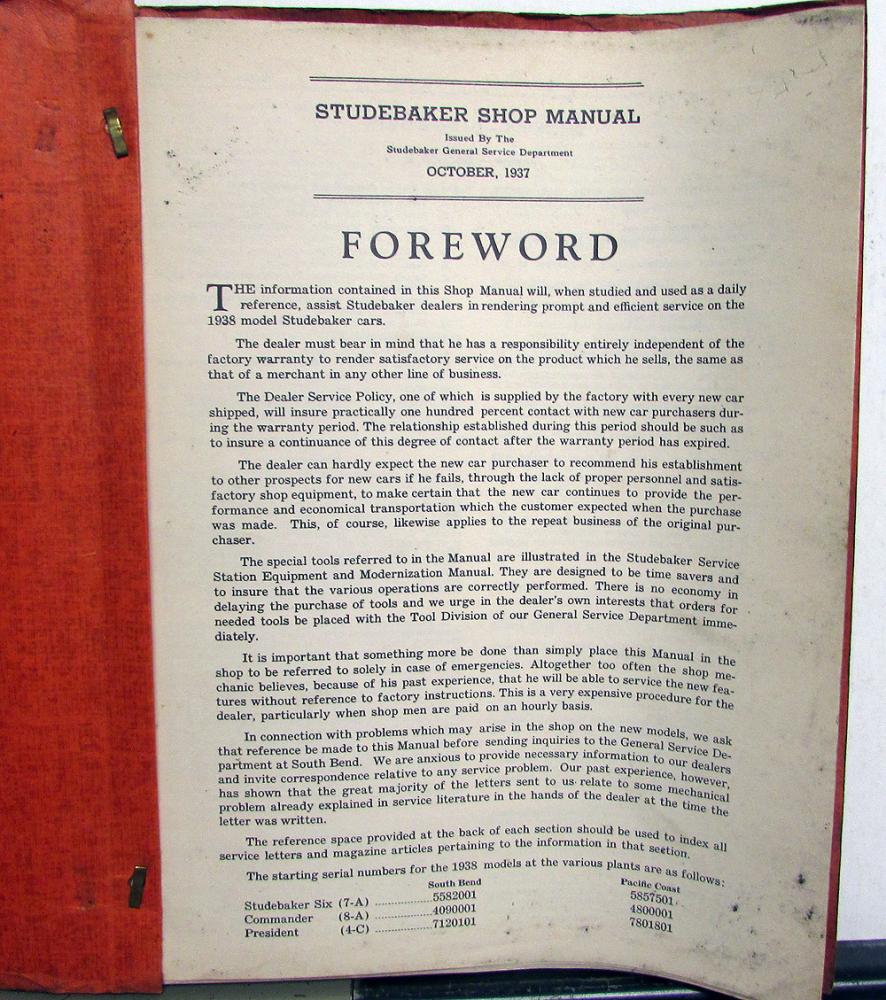 STUDEBAKER SHOP MANUAL
Issued By The
Studebaker General Service Department
OCTOBER, 1937
FOREWORD
THE information contained in this Shop Manual will, when studied and used as a daily
reference, assist Studebaker dealers in rendering prompt and efficient service on the
1938 model Studebaker cars.
The dealer must bear in mind that he has a responsibility entirely independent of the
factory warranty to render satisfactory service on the product which he sells, the same as
that of a merchant in any other line of business.
The Dealer Service Policy, one of which is supplied by the factory with every new car
shipped, will insure practically one hundred percent contact with new car purchasers dur-
ing the warranty period. The relationship established during this period should be such as
to insure a continuance of this degree of contact after the warranty period has expired.
The dealer can hardly expect the new car purchaser to recommend his establishment
to other prospects for new cars if he fails, through the lack of proper personnel and satis-
factory shop equipment, to make certain that the new car continues to provide the per-
formance and economical transportation which the customer expected when the purchase
was made. This, of course, likewise applies to the repeat business of the original pur-
chaser.
The special tools referred to in the Manual are illustrated in the Studebaker Service
Station Equipment and Modernization Manual. They are designed to be time savers and
to insure that the various operations are correctly performed. There is no economy in
delaying the purchase of tools and we urge in the dealer's own interests that orders for
needed tools be placed with the Tool Division of our General Service Department imme-
diately.
It is important that something more be done than simply place this Manual in the
shop to be referred to solely in case of emergencies. Altogether too often the shop me-
chanic believes, because of his past experience, that he will be able to service the new fea-
tures without reference to factory instructions. This is a very expensive procedure for the
dealer, particularly when shop men are paid on an hourly basis.
In connection with problems which may arise in the shop on the new models, we ask
that reference be made to this Manual before sending inquiries to the General Service De-
partment at South Bend. We are anxious to provide necessary information to our dealers
and invite correspondence relative to any service problem. Our past experience, however,
has shown that the great majority of the letters sent to us relate to some mechanical
problem already explained in service literature in the hands of the dealer at the time the
letter was written.
The reference space provided at the back of each section should be used to index all
service letters and magazine articles pertaining to the information in that section.
The starting serial numbers for the 1938 models at the various plants are as follows:
South Bend Pacific Coast
Studebaker Six (7-A) ..............5582001 5857501
Commander (8-A) ..............4090001 4800001
President (4-C) ..............7120101 7801801